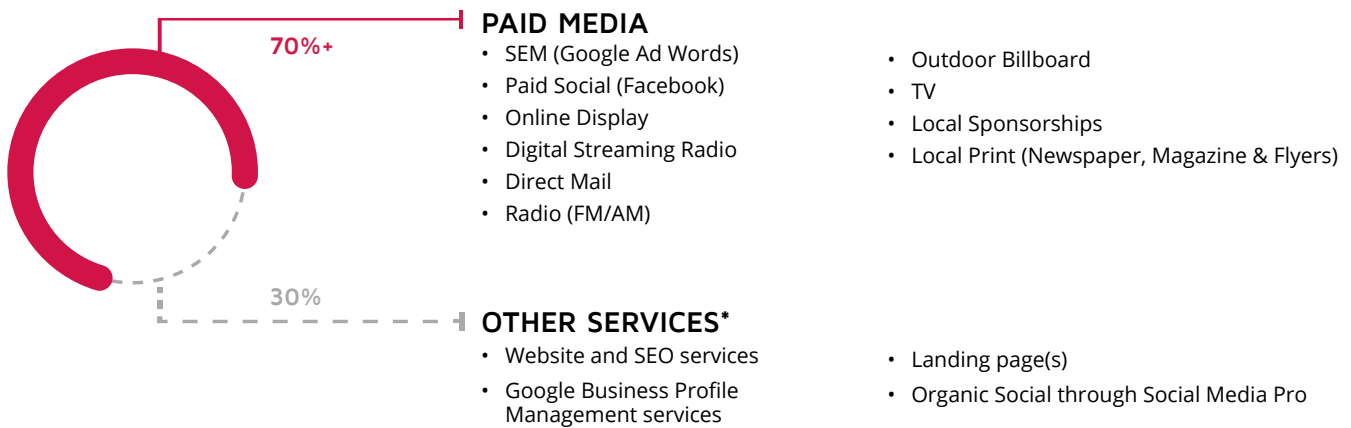 70%+
PAID MEDIA
• SEM (Google Ad Words)
• Paid Social (Facebook)
• Online Display
• Digital Streaming Radio
• Direct Mail
• Radio (FM/AM)
• Outdoor Billboard
• TV
• Local Sponsorships
• Local Print (Newspaper, Magazine & Flyers)
30%
OTHER SERVICES*
• Website and SEO services
• Google Business Profile
Management services
• Landing page(s)
• Organic Social through Social Media Pro